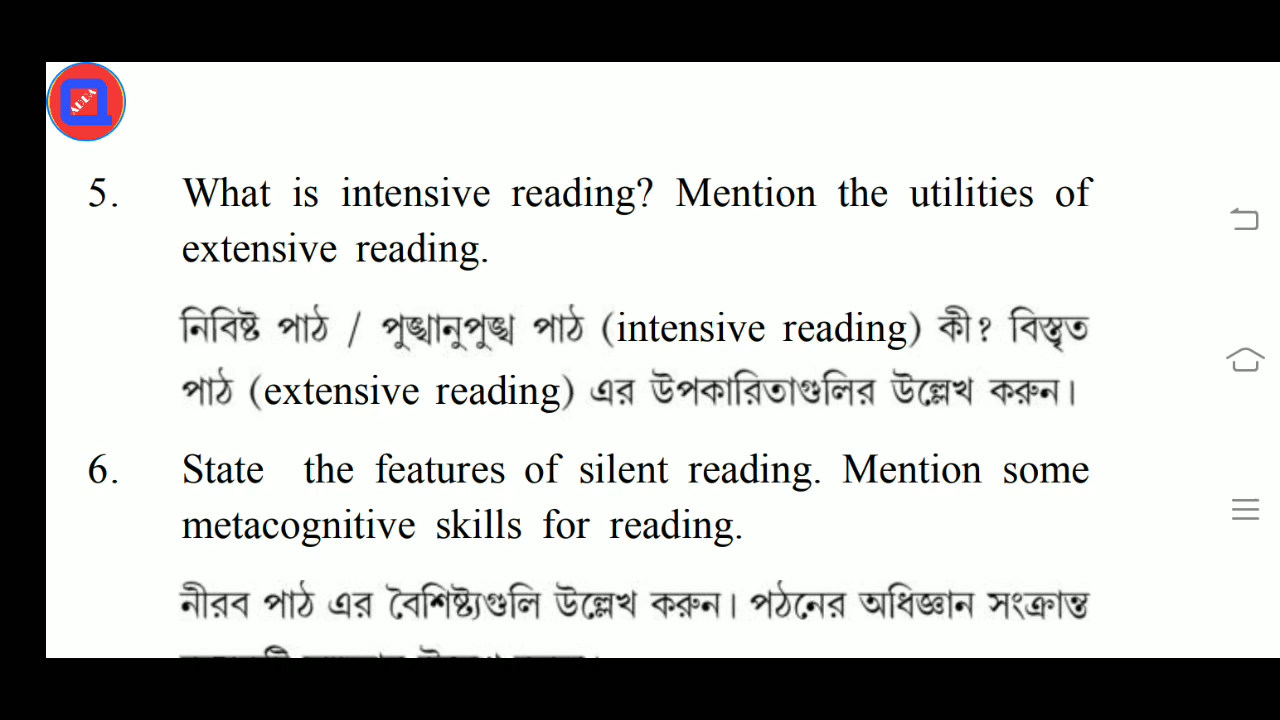 ADDA
5. What is intensive reading? Mention the utilities of
extensive reading.
নিবিষ্ট পাঠ / পুঙ্খানুপুঙ্খ পাঠ (intensive reading) কী? বিস্তৃত
পাঠ (extensive reading) এর উপকারিতাগুলির উল্লেখ করুন।
6. State the features of silent reading. Mention some
metacognitive skills for reading.
নীরব পাঠ এর বৈশিষ্ট্যগুলি উল্লেখ করুন। পঠনের অধিজ্ঞান সংক্রান্ত